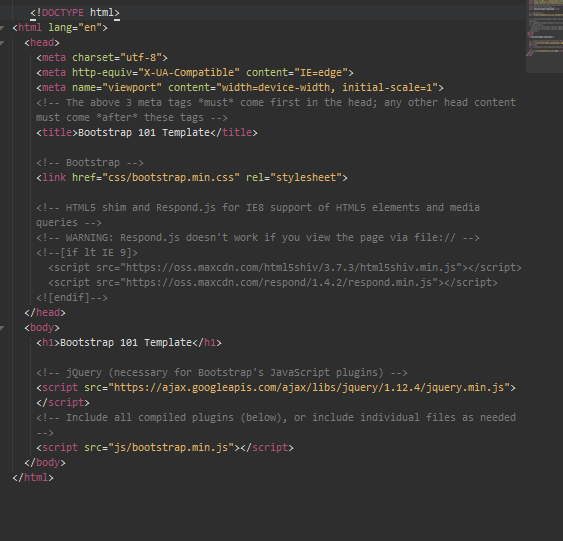 <!DOCTYPE html>
<html lang="en">
<head>
<meta charset="utf-8">
<meta http-equiv="X-UA-Compatible" content="IE=edge">
<meta name="viewport" content="width=device-width, initial-scale=1">
<!-- The above 3 meta tags *must* come first in the head; any other head content
must come *after* these tags -->
<title>Bootstrap 101 Template</title>
<!-- Bootstrap -->
<link href="css/bootstrap.min.css" rel="stylesheet">
<!-- HTML5 shim and Respond.js for IE8 support of HTML5 elements and media
queries -->
<!-- WARNING: Respond.js doesn't work if you view the page via file:// -->
<!--[if lt IE 9]>
<script src="https://oss.maxcdn.com/html5shiv/3.7.3/html5shiv.min.js"></script>
<script src="https://oss.maxcdn.com/respond/1.4.2/respond.min.js"></script>
<![endif]-->
</head>
<body>
<h1>Bootstrap 101 Template</h1>
<!-- jQuery (necessary for Bootstrap's JavaScript plugins) -->
<script src="https://ajax.googleapis.com/ajax/libs/jquery/1.12.4/jquery.min.js">
</script>
<!-- Include all compiled plugins (below), or include individual files as needed
-->
<script src="js/bootstrap.min.js"></script>
</body>
</html>